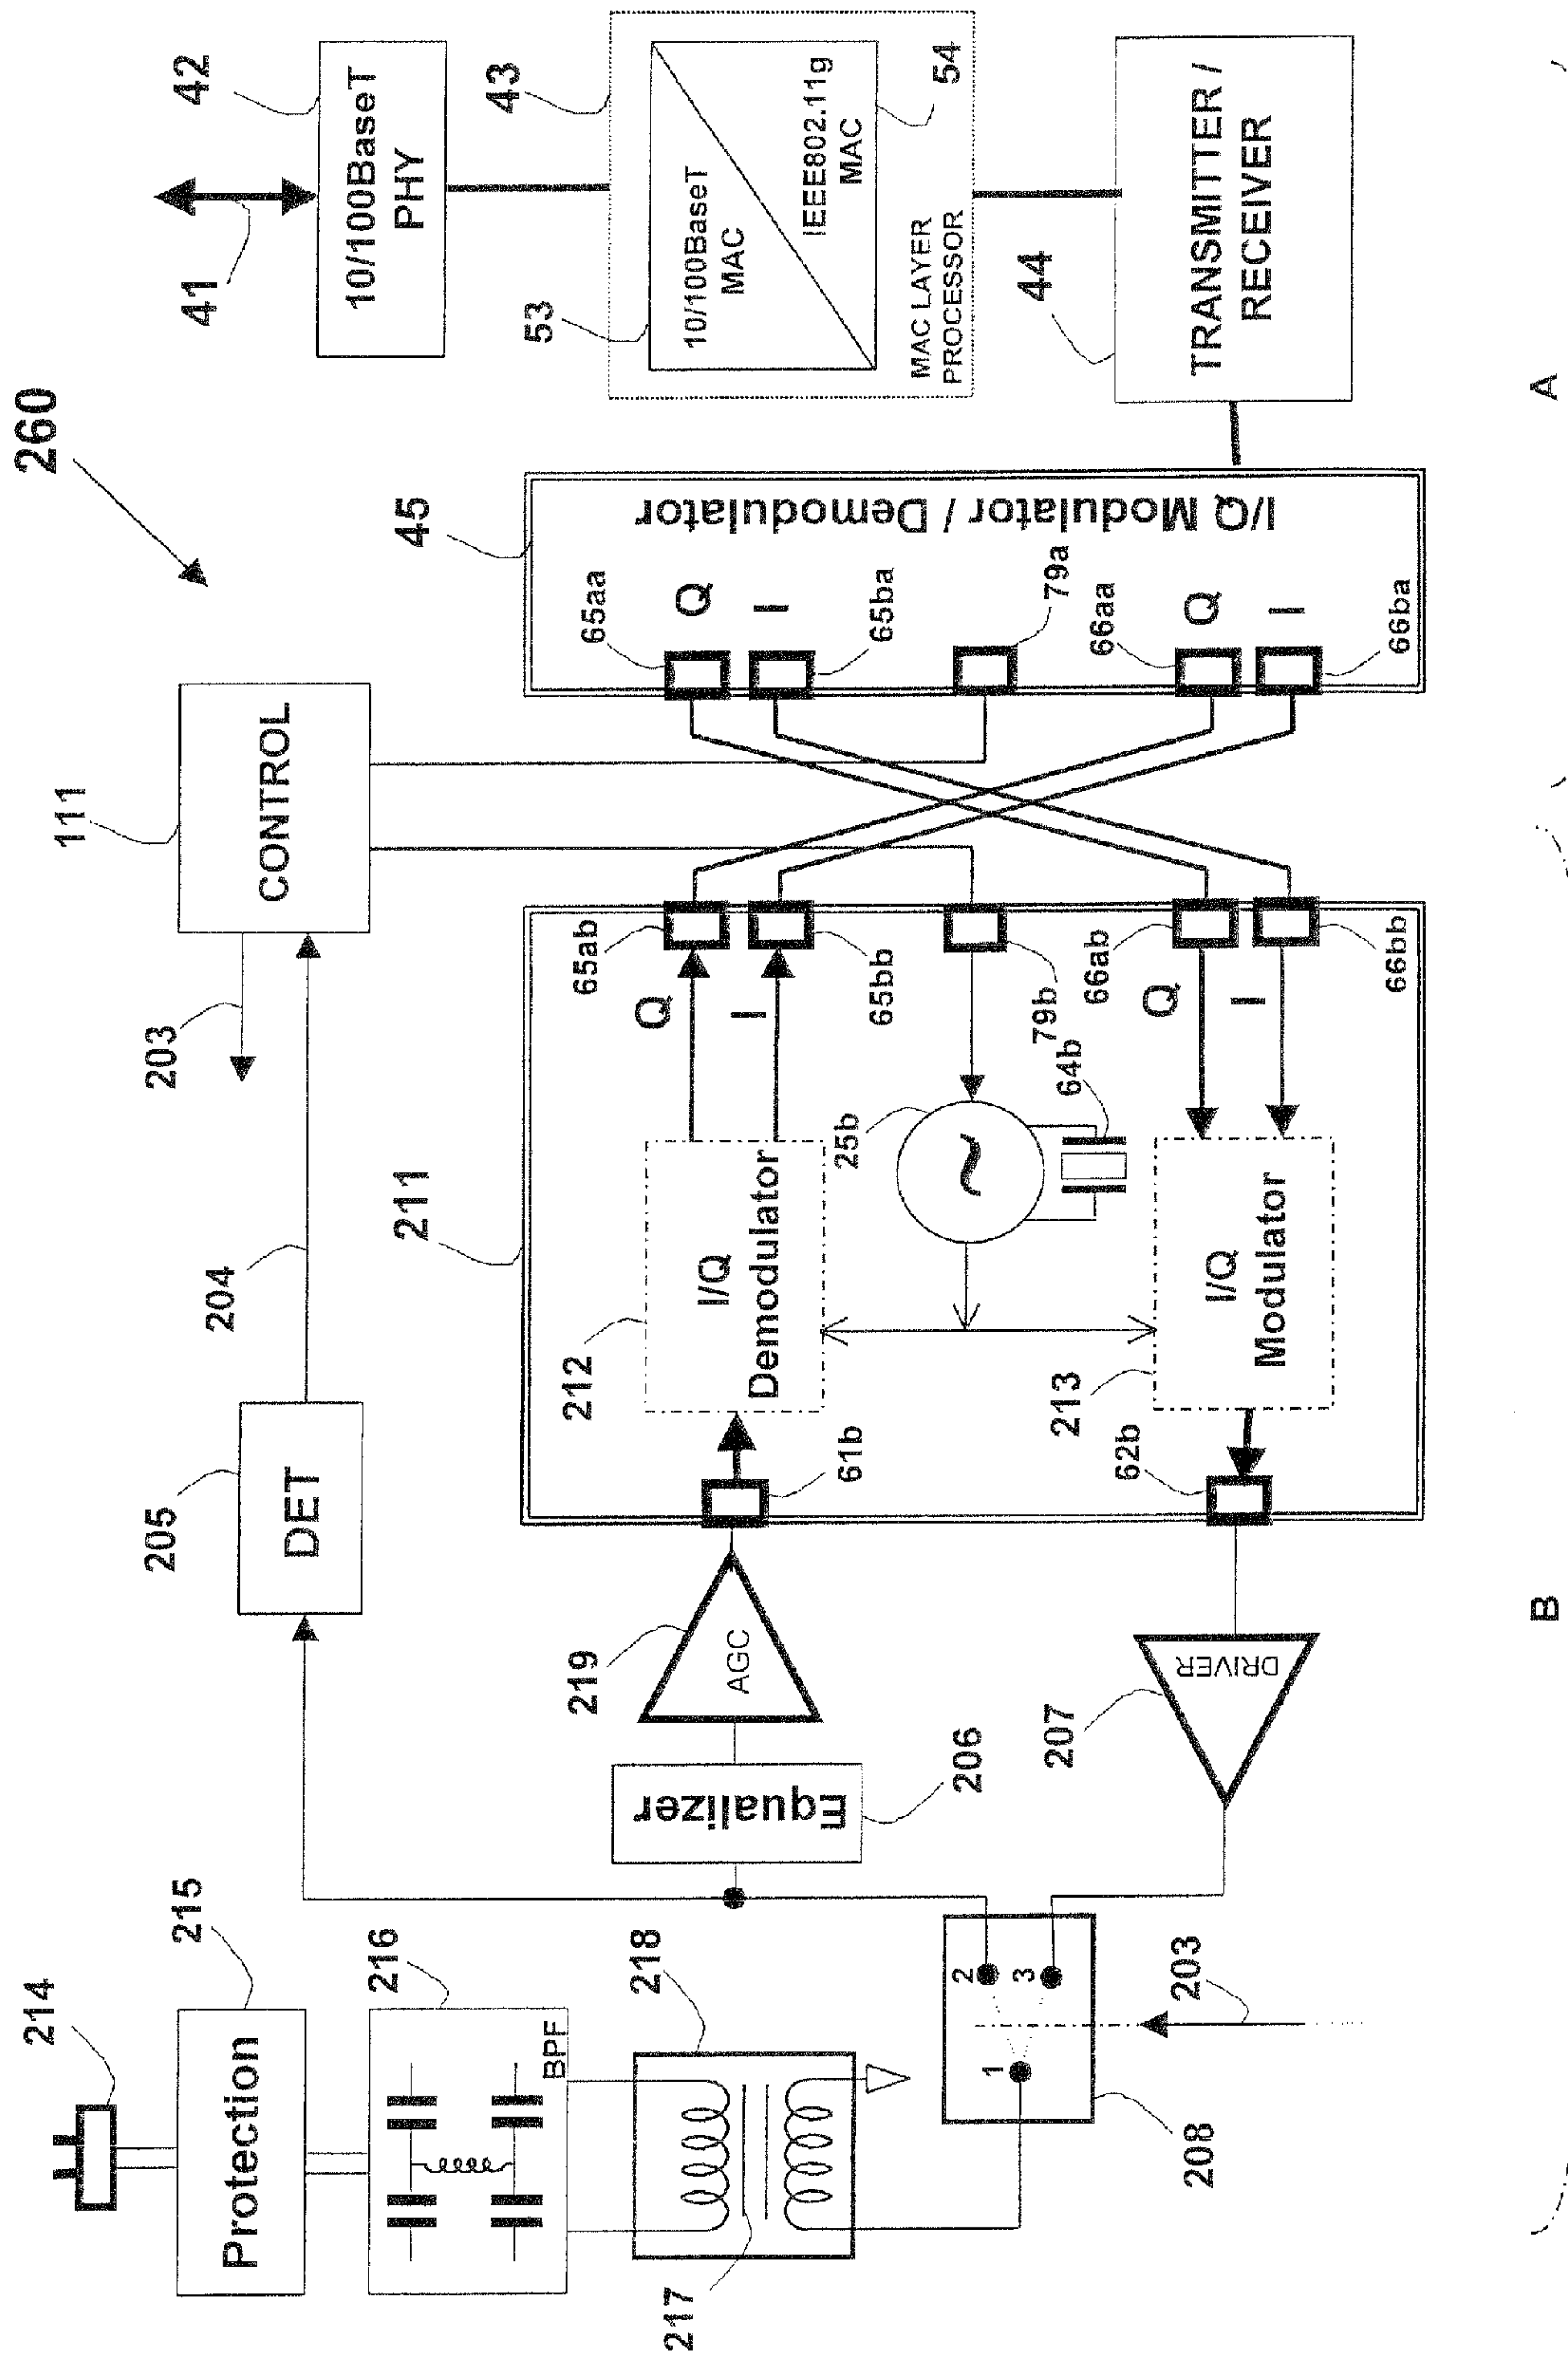 260
41
42
10/100BaseT
PHY
43
53
10/100BaseT
MAC
IEEE802.11g
MAC
54
MAC LAYER
PROCESSOR
44
TRANSMITTER /
RECEIVER
45
I/Q Modulator / Demodulator
65aa
Q
I
65ba
79a
66aa
Q
I
66ba
A
111
CONTROL
203
204
205
DET
211
65ab
Q
I
65bb
79b
66ab
Q
I
66bb
212
I/Q
Demodulator
25b
64b
213
I/Q
Modulator
61b
62b
219
AGC
207
DRIVER
206
Equalizer
B
214
215
Protection
216
BPF
218
217
2
3
1
203
208